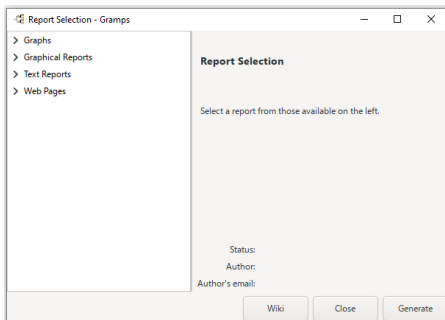 Report Selection - Gramps
Graphs
Graphical Reports
Text Reports
Web Pages
Report Selection
Select a report from those available on the left.
Status:
Author:
Author's email:
Wiki
Close
Generate